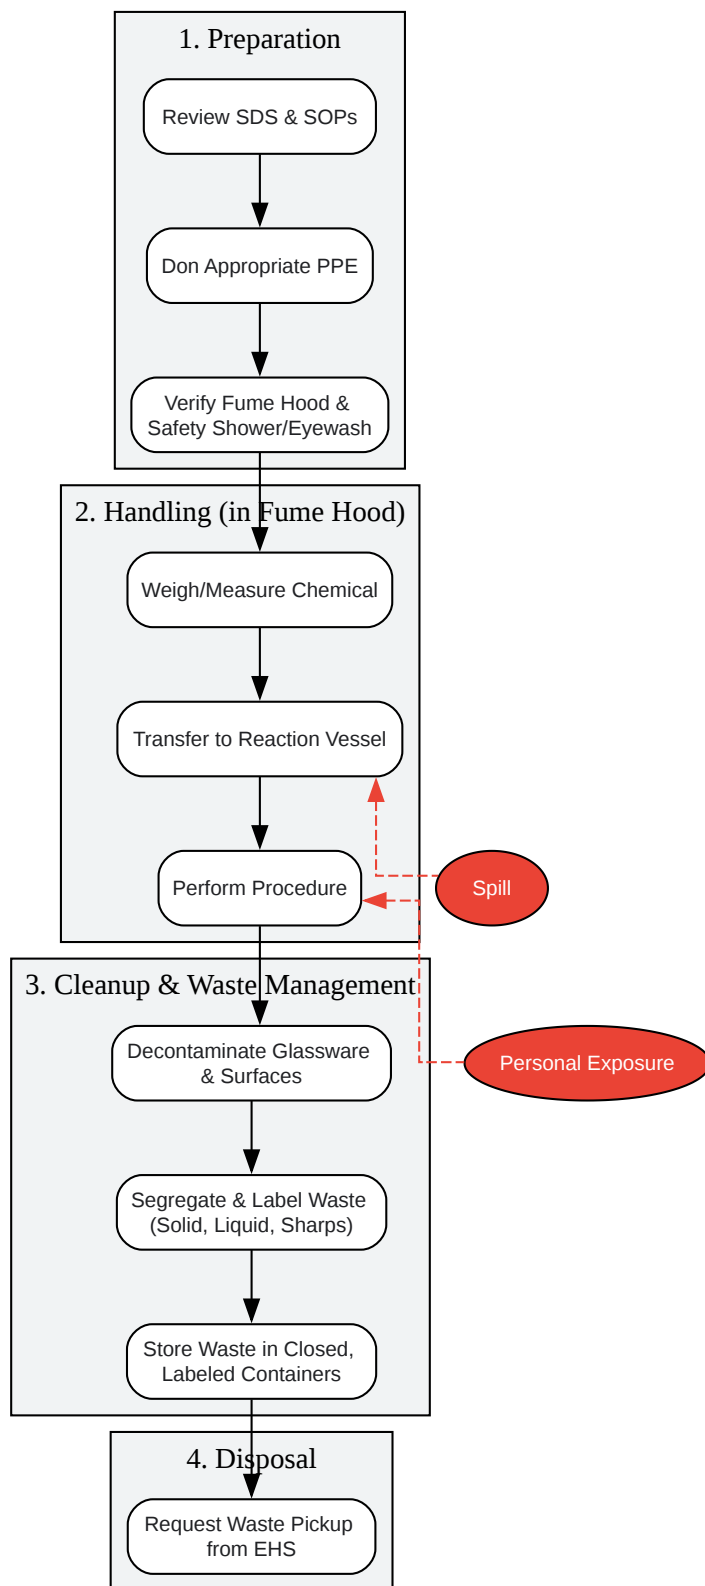 1. Preparation
Review SDS & SOPs
Don Appropriate PPE
Verify Fume Hood &
Safety Shower/Eyewash
2. Handling (in Fume Hood)
Weigh/Measure Chemical
Transfer to Reaction Vessel
Perform Procedure
Spill
3. Cleanup & Waste Management
Decontaminate Glassware
& Surfaces
Personal Exposure
Segregate & Label Waste
(Solid, Liquid, Sharps)
Store Waste in Closed,
Labeled Containers
4. Disposal
Request Waste Pickup
from EHS